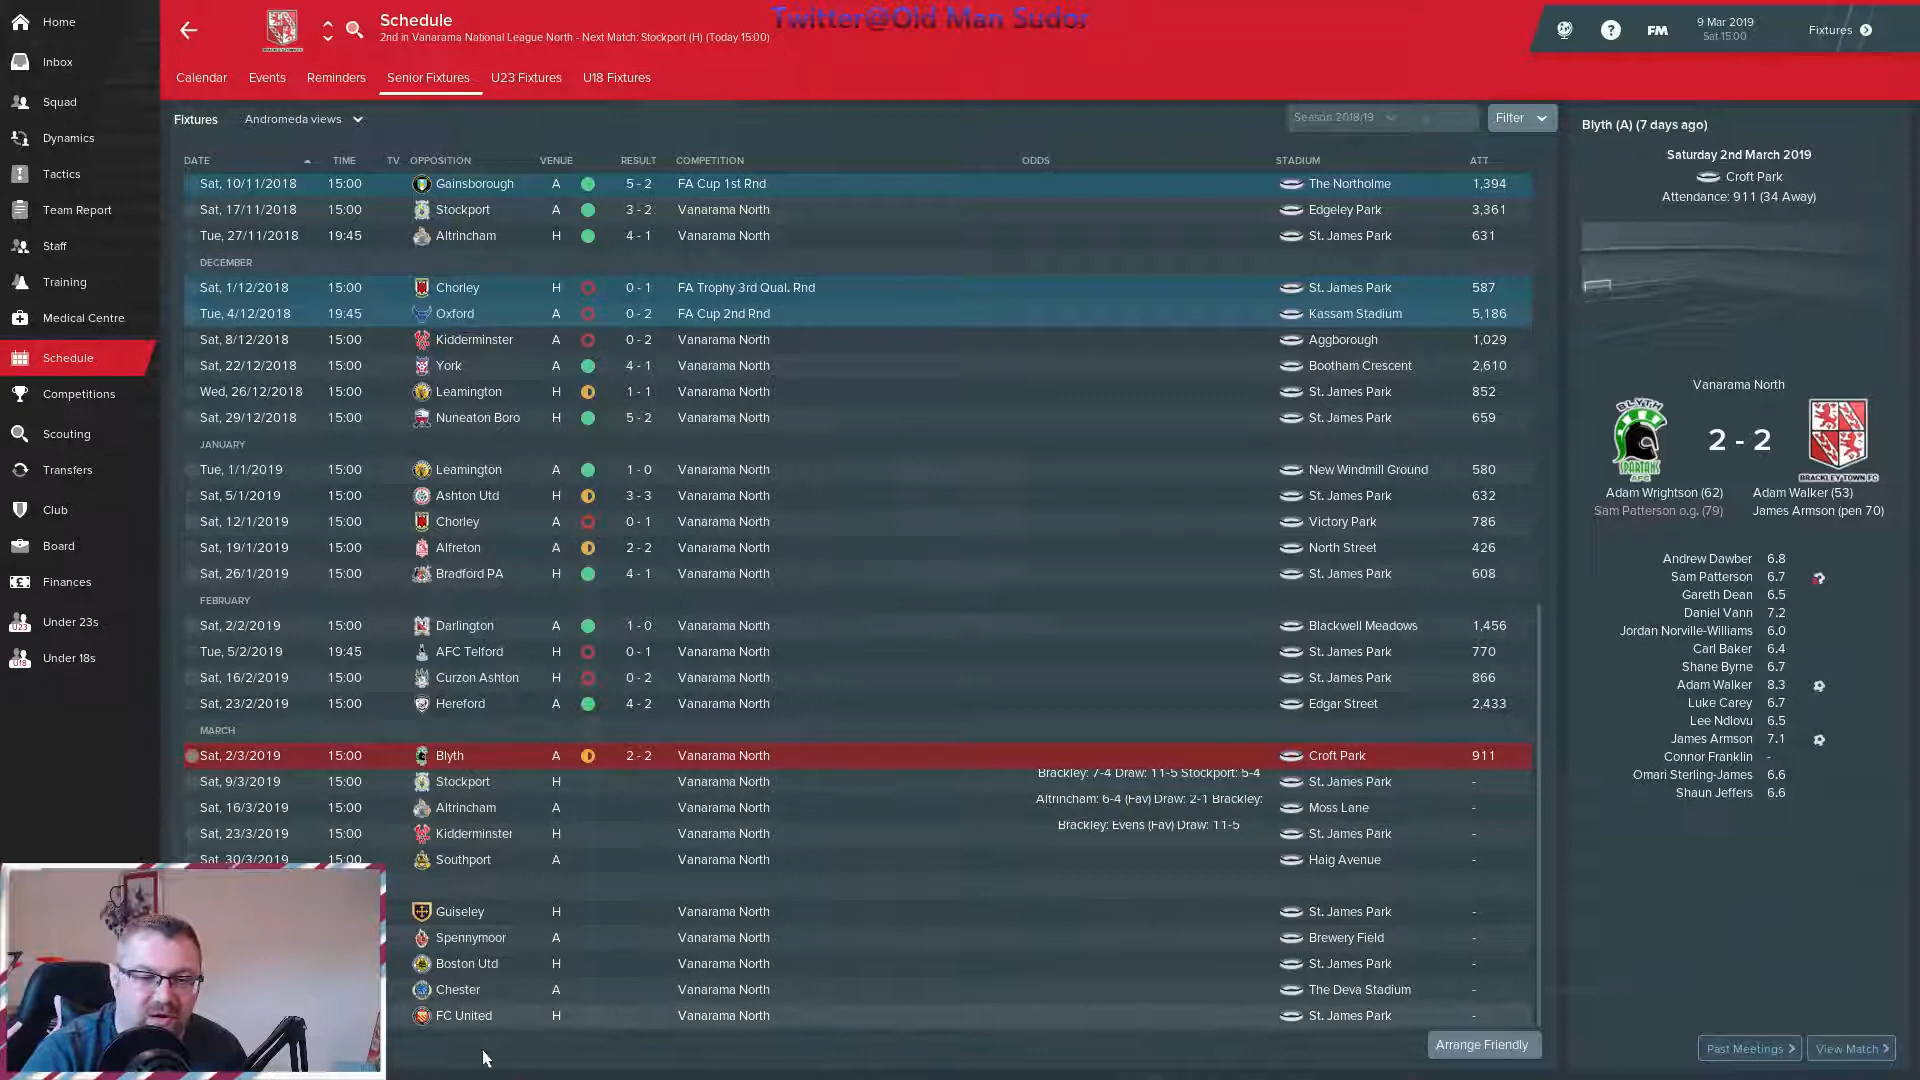 Home
Inbox
Squad
Dynamics
Tactics
Team Report
Staff
Training
Medical Centre
Schedule
Competitions
Scouting
Transfers
Club
Board
Finances
Under 23s
Under 18s
Schedule
Twitter@Old Man Sudor
2nd in Vanarama National League North - Next Match: Stockport (H) (Today 15:00)
FM
9 Mar 2019
Sat 15:00
Fixtures
Calendar Events Reminders Senior Fixtures U23 Fixtures U18 Fixtures
Fixtures Andromeda views Season 2018/19 Filter
DATE TIME TV OPPOSITION VENUE RESULT COMPETITION ODDS STADIUM ATT
Sat, 10/11/2018 15:00 Gainsborough A 5 - 2 FA Cup 1st Rnd The Northolme 1,394
Sat, 17/11/2018 15:00 Stockport A 3 - 2 Vanarama North Edgeley Park 3,361
Tue, 27/11/2018 19:45 Altrincham H 4 - 1 Vanarama North St. James Park 631
DECEMBER
Sat, 1/12/2018 15:00 Chorley H 0 - 1 FA Trophy 3rd Qual. Rnd St. James Park 587
Tue, 4/12/2018 19:45 Oxford A 0 - 2 FA Cup 2nd Rnd Kassam Stadium 5,186
Sat, 8/12/2018 15:00 Kidderminster A 0 - 2 Vanarama North Aggborough 1,029
Sat, 22/12/2018 15:00 York A 4 - 1 Vanarama North Bootham Crescent 2,610
Wed, 26/12/2018 15:00 Leamington H 1 - 1 Vanarama North St. James Park 852
Sat, 29/12/2018 15:00 Nuneaton Boro H 5 - 2 Vanarama North St. James Park 659
JANUARY
Tue, 1/1/2019 15:00 Leamington A 1 - 0 Vanarama North New Windmill Ground 580
Sat, 5/1/2019 15:00 Ashton Utd H 3 - 3 Vanarama North St. James Park 632
Sat, 12/1/2019 15:00 Chorley A 0 - 1 Vanarama North Victory Park 786
Sat, 19/1/2019 15:00 Alfreton A 2 - 2 Vanarama North North Street 426
Sat, 26/1/2019 15:00 Bradford PA H 4 - 1 Vanarama North St. James Park 608
FEBRUARY
Sat, 2/2/2019 15:00 Darlington A 1 - 0 Vanarama North Blackwell Meadows 1,456
Tue, 5/2/2019 19:45 AFC Telford H 0 - 1 Vanarama North St. James Park 770
Sat, 16/2/2019 15:00 Curzon Ashton H 0 - 2 Vanarama North St. James Park 866
Sat, 23/2/2019 15:00 Hereford A 4 - 2 Vanarama North Edgar Street 2,433
MARCH
Sat, 2/3/2019 15:00 Blyth A 2 - 2 Vanarama North Croft Park 911
Sat, 9/3/2019 15:00 Stockport H Vanarama North Brackley: 7-4 Draw: 11-5 Stockport: 5-4 St. James Park -
Sat, 16/3/2019 15:00 Altrincham A Vanarama North Altrincham: 6-4 (Fav) Draw: 2-1 Brackley: Moss Lane -
Sat, 23/3/2019 15:00 Kidderminster H Vanarama North Brackley: Evens (Fav) Draw: 11-5 St. James Park -
Sat, 30/3/2019 15:00 Southport A Vanarama North Haig Avenue -
Guiseley H Vanarama North St. James Park -
Spennymoor A Vanarama North Brewery Field -
Boston Utd H Vanarama North St. James Park -
Chester A Vanarama North The Deva Stadium -
FC United H Vanarama North St. James Park -
Arrange Friendly
Blyth (A) (7 days ago)
Saturday 2nd March 2019
Croft Park
Attendance: 911 (34 Away)
Vanarama North
BLYTH SPARTANS AFC
2 - 2
BRACKLEY TOWN FC
Adam Wrightson (62) Adam Walker (53)
Sam Patterson o.g. (79) James Armson (pen 70)
Andrew Dawber 6.8
Sam Patterson 6.7
Gareth Dean 6.5
Daniel Vann 7.2
Jordan Norville-Williams 6.0
Carl Baker 6.4
Shane Byrne 6.7
Adam Walker 8.3
Luke Carey 6.7
Lee Ndlovu 6.5
James Armson 7.1
Connor Franklin -
Omari Sterling-James 6.6
Shaun Jeffers 6.6
Past Meetings View Match